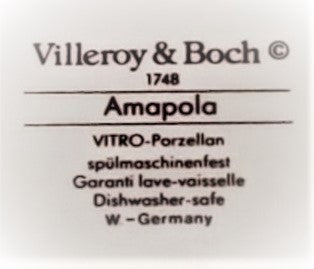 Villeroy & Boch ©
1748
Amapola
VITRO-Porzellan
spülmaschinenfest
Garanti lave-vaisselle
Dishwasher-safe
W.-Germany